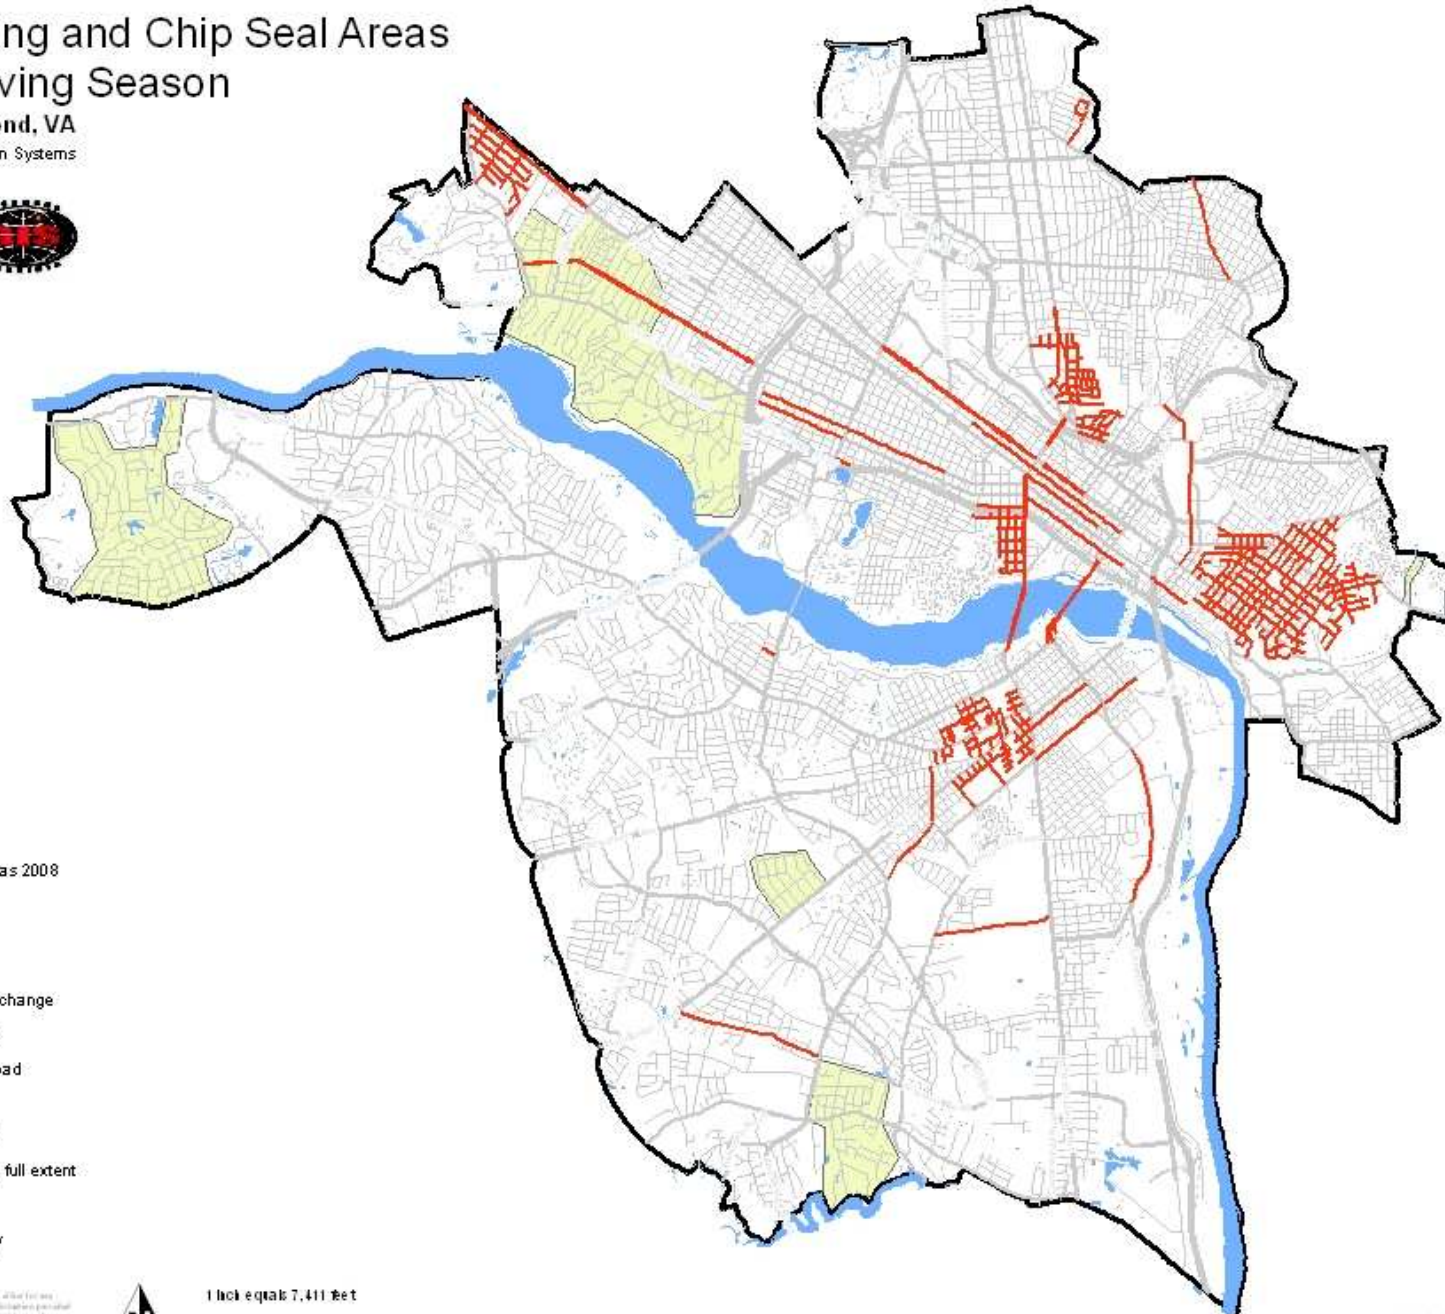 ng and Chip Seal Areas
ving Season
nd, VA
n Systems
as 2008
change
ad
full extent
1 Inch equals 7,411 feet